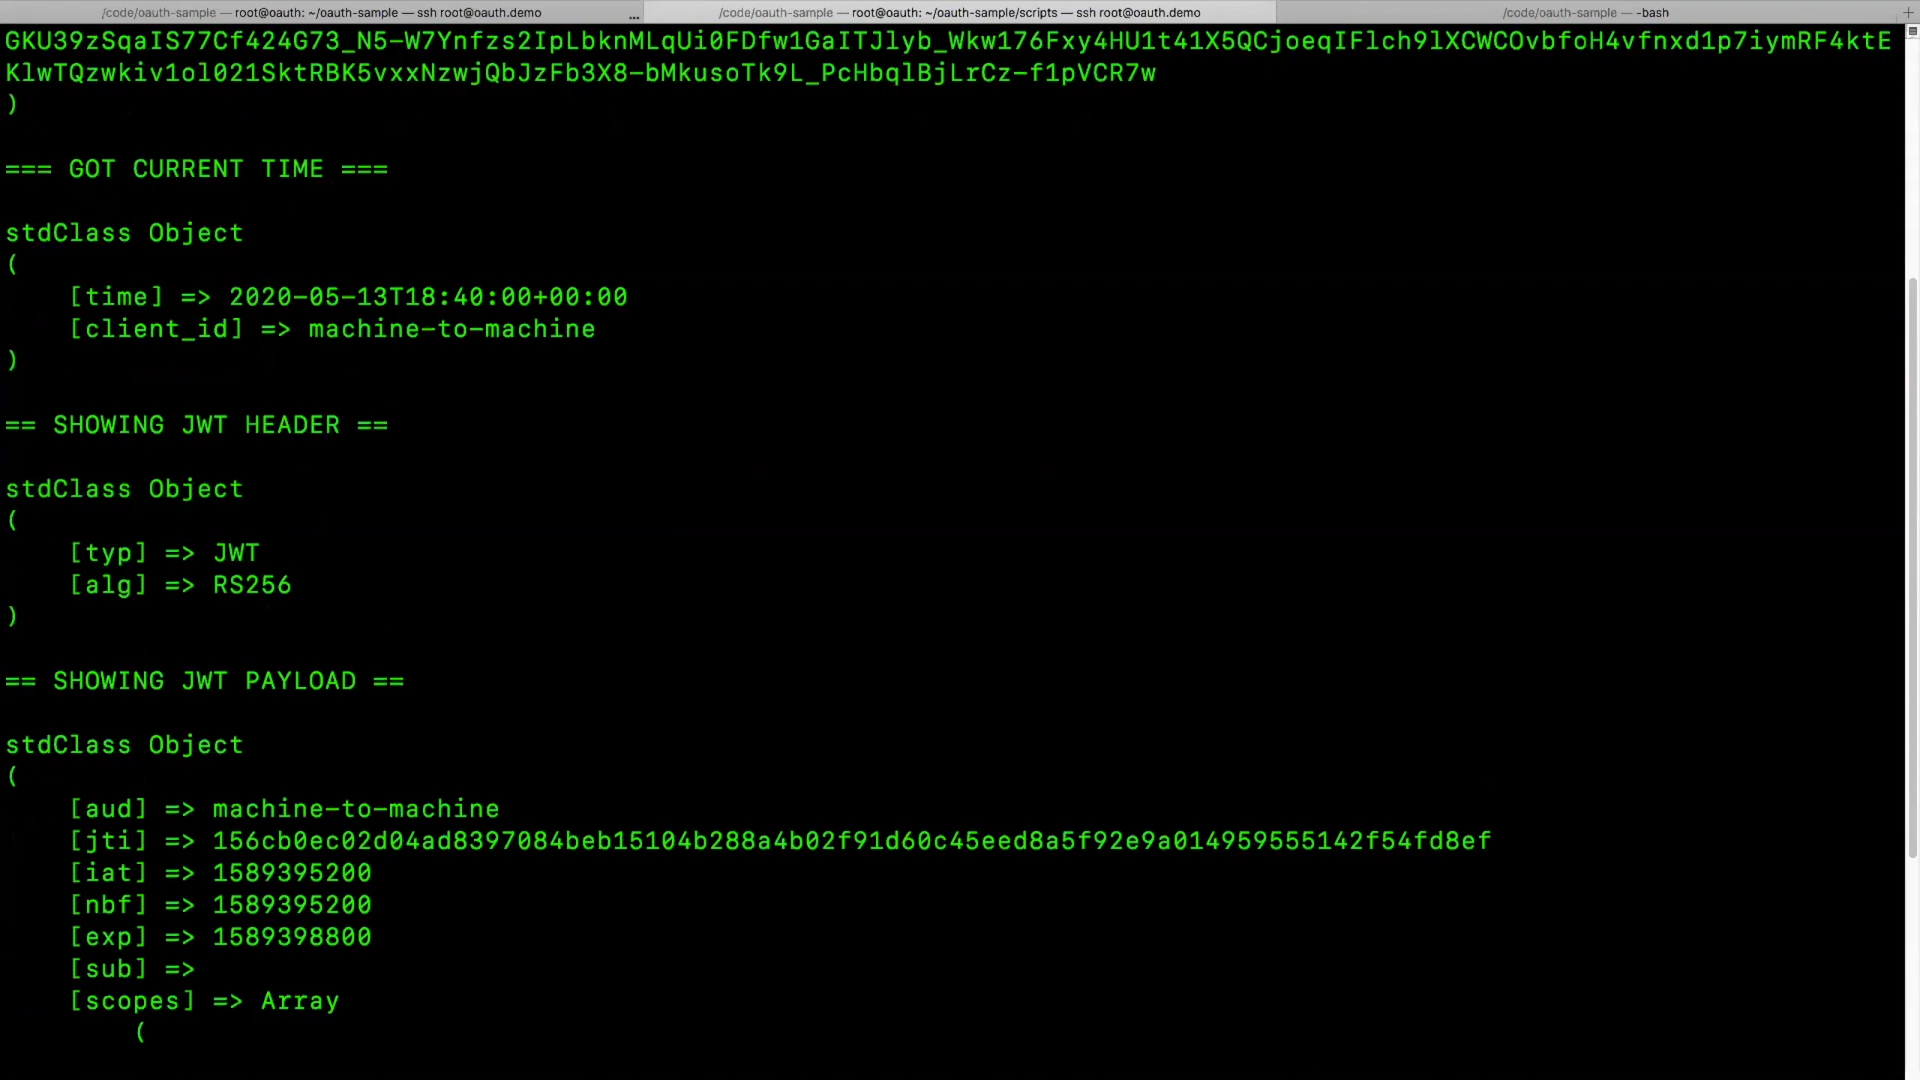 /code/oauth-sample — root@oauth: ~/oauth-sample — ssh root@oauth.demo ... /code/oauth-sample — root@oauth: ~/oauth-sample/scripts — ssh root@oauth.demo /code/oauth-sample — -bash +
GKU39zSqaIS77Cf424G73_N5-W7Ynfzs2IpLbknMLqUi0FDfw1GaITJlyb_Wkw176Fxy4HU1t41X5QCjoeqIFlch9lXCWCOvbfoH4vfnxd1p7iymRF4ktE
KlwTQzwkiv1ol021SktRBK5vxxNzwjQbJzFb3X8-bMkusoTk9L_PcHbqlBjLrCz-f1pVCR7w
)
=== GOT CURRENT TIME ===
stdClass Object
(
    [time] => 2020-05-13T18:40:00+00:00
    [client_id] => machine-to-machine
)
== SHOWING JWT HEADER ==
stdClass Object
(
    [typ] => JWT
    [alg] => RS256
)
== SHOWING JWT PAYLOAD ==
stdClass Object
(
    [aud] => machine-to-machine
    [jti] => 156cb0ec02d04ad8397084beb15104b288a4b02f91d60c45eed8a5f92e9a014959555142f54fd8ef
    [iat] => 1589395200
    [nbf] => 1589395200
    [exp] => 1589398800
    [sub] =>
    [scopes] => Array
        (